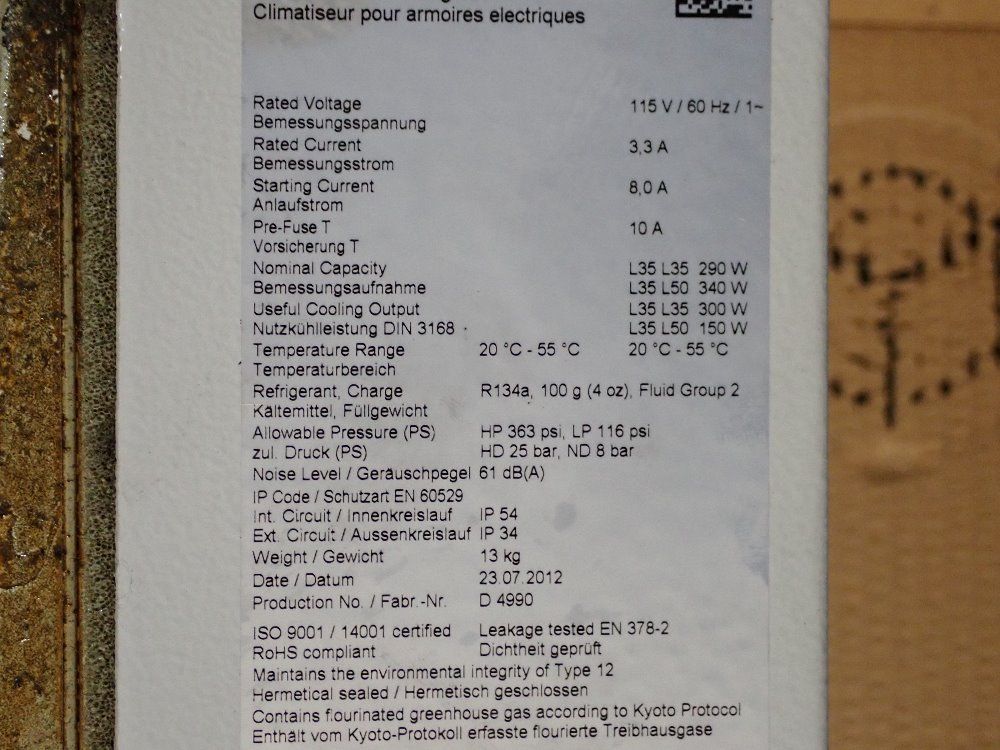 Climatiseur pour armoires electriques
Rated Voltage 115 V / 60 Hz / 1~
Bemessungsspannung
Rated Current 3,3 A
Bemessungsstrom
Starting Current 8,0 A
Anlaufstrom
Pre-Fuse T 10 A
Vorsicherung T
Nominal Capacity L35 L35 290 W
Bemessungsaufnahme L35 L50 340 W
Useful Cooling Output L35 L35 300 W
Nutzkühlleistung DIN 3168 L35 L50 150 W
Temperature Range 20 °C - 55 °C 20 °C - 55 °C
Temperaturbereich
Refrigerant, Charge R134a, 100 g (4 oz), Fluid Group 2
Kältemittel, Füllgewicht
Allowable Pressure (PS) HP 363 psi, LP 116 psi
zul. Druck (PS) HD 25 bar, ND 8 bar
Noise Level / Geräuschpegel 61 dB(A)
IP Code / Schutzart EN 60529
Int. Circuit / Innenkreislauf IP 54
Ext. Circuit / Aussenkreislauf IP 34
Weight / Gewicht 13 kg
Date / Datum 23.07.2012
Production No. / Fabr.-Nr. D 4990
ISO 9001 / 14001 certified Leakage tested EN 378-2
RoHS compliant Dichtheit geprüft
Maintains the environmental integrity of Type 12
Hermetical sealed / Hermetisch geschlossen
Contains flourinated greenhouse gas according to Kyoto Protocol
Enthält vom Kyoto-Protokoll erfasste flourierte Treibhausgase